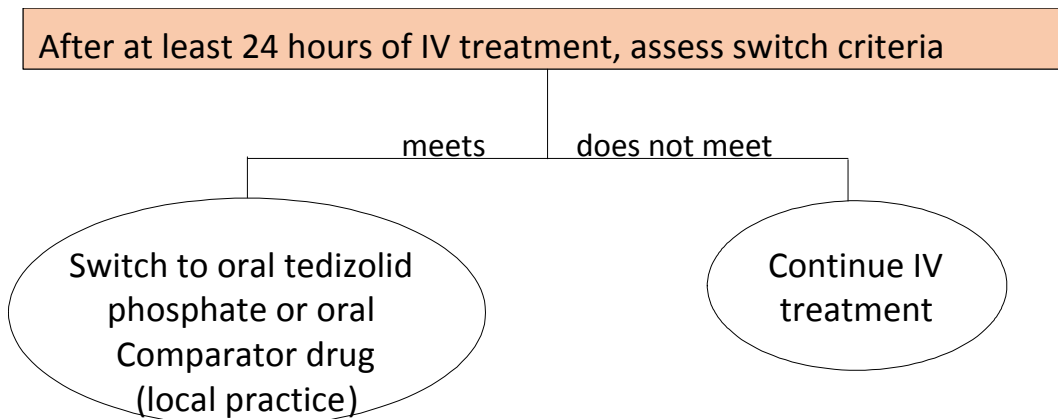 After at least 24 hours of IV treatment, assess switch criteria
meets
does not meet
Switch to oral tedizolid
phosphate or oral
Comparator drug
(local practice)
Continue IV
treatment